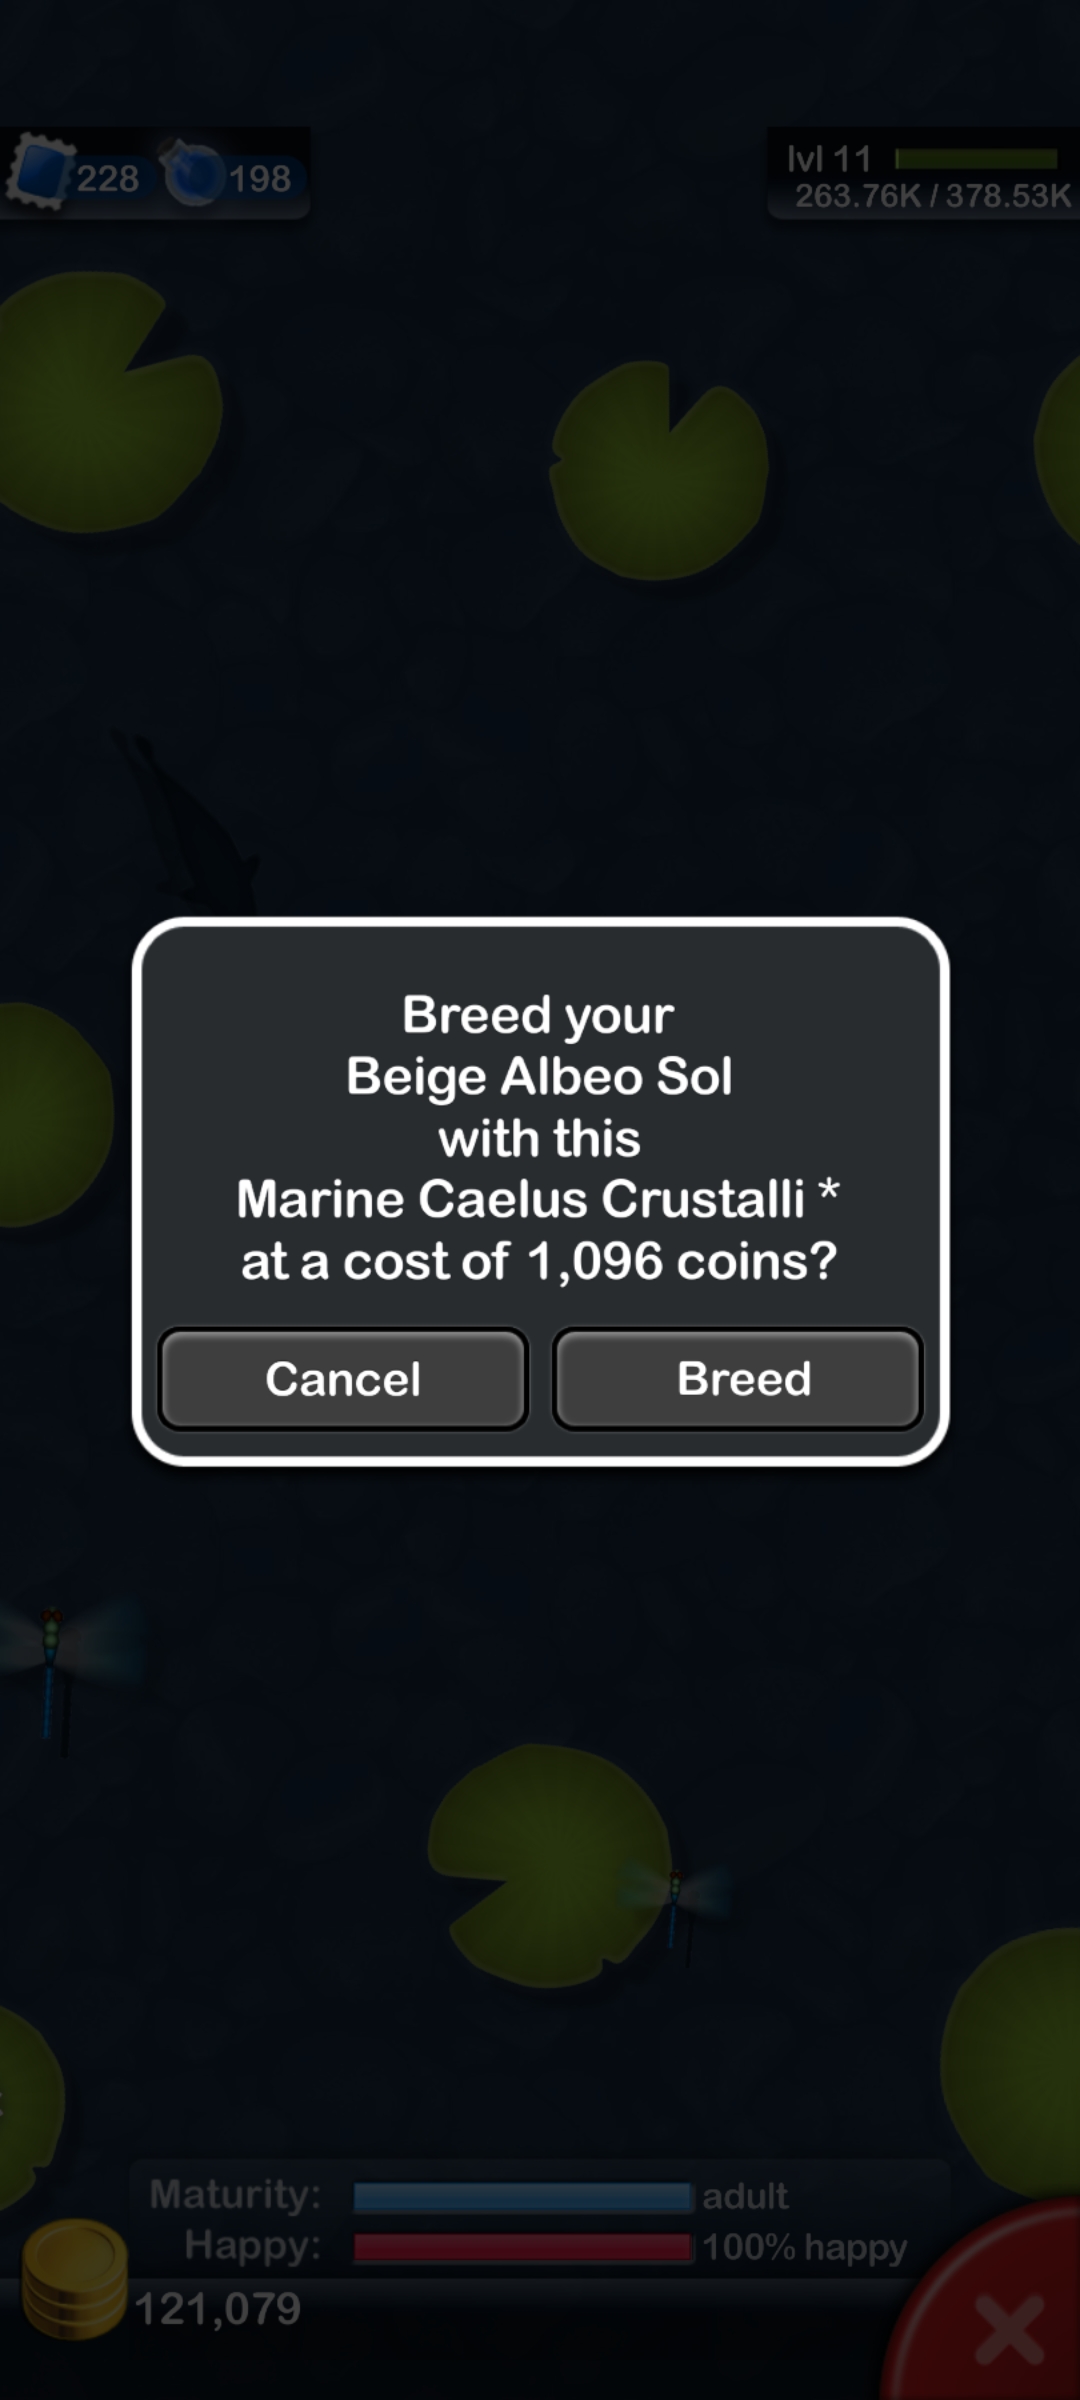 228 198
lvl 11
263.76K / 378.53K
Breed your
Beige Albeo Sol
with this
Marine Caelus Crustalli *
at a cost of 1,096 coins?
Cancel Breed
Maturity: adult
Happy: 100% happy
121,079